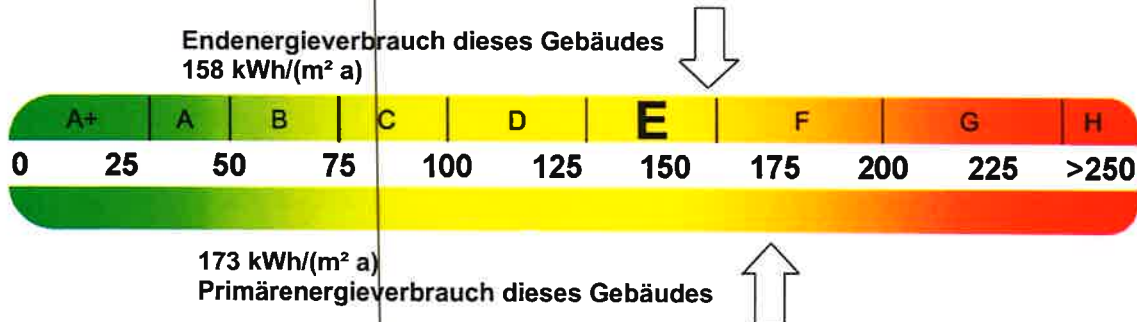 Endenergieverbrauch dieses Gebäudes
158 kWh/(m² a)
A+ A B C D E F G H
0 25 50 75 100 125 150 175 200 225 >250
173 kWh/(m² a)
Primärenergieverbrauch dieses Gebäudes